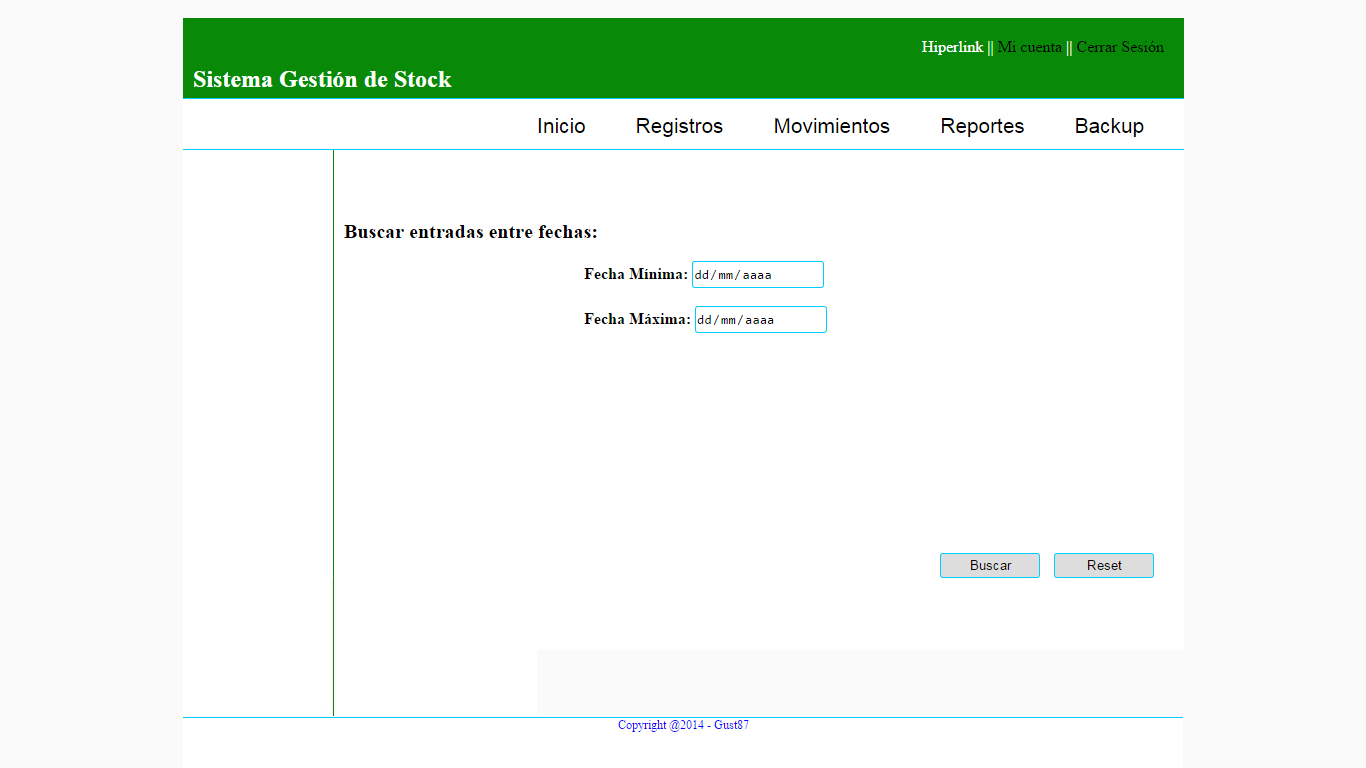 Hiperlink || Mi cuenta || Cerrar Sesión
Sistema Gestión de Stock
Inicio Registros Movimientos Reportes Backup
Buscar entradas entre fechas:
Fecha Mínima: dd/mm/aaaa
Fecha Máxima: dd/mm/aaaa
Buscar Reset
Copyright @2014 - Gust87